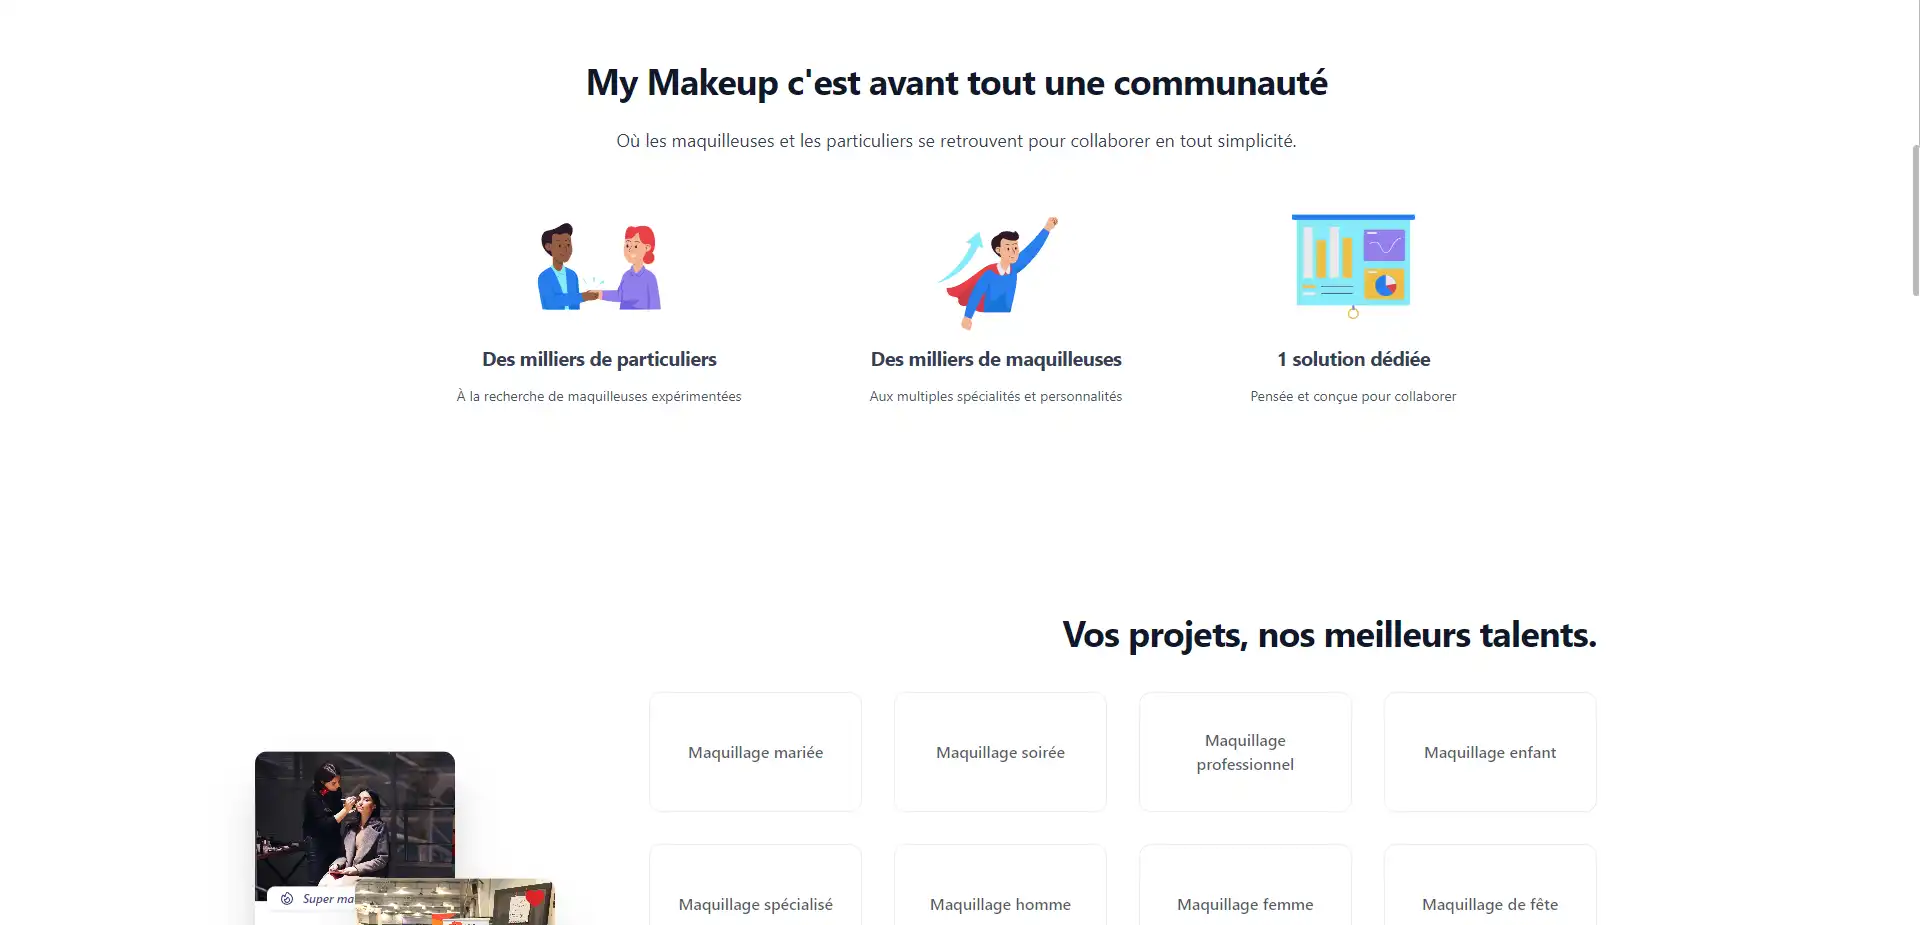 My Makeup c'est avant tout une communauté
Où les maquilleuses et les particuliers se retrouvent pour collaborer en tout simplicité.
Des milliers de particuliers
À la recherche de maquilleuses expérimentées
Des milliers de maquilleuses
Aux multiples spécialités et personnalités
1 solution dédiée
Pensée et conçue pour collaborer
Vos projets, nos meilleurs talents.
Maquillage mariée
Maquillage soirée
Maquillage
professionnel
Maquillage enfant
Super ma
Maquillage spécialisé
Maquillage homme
Maquillage femme
Maquillage de fête